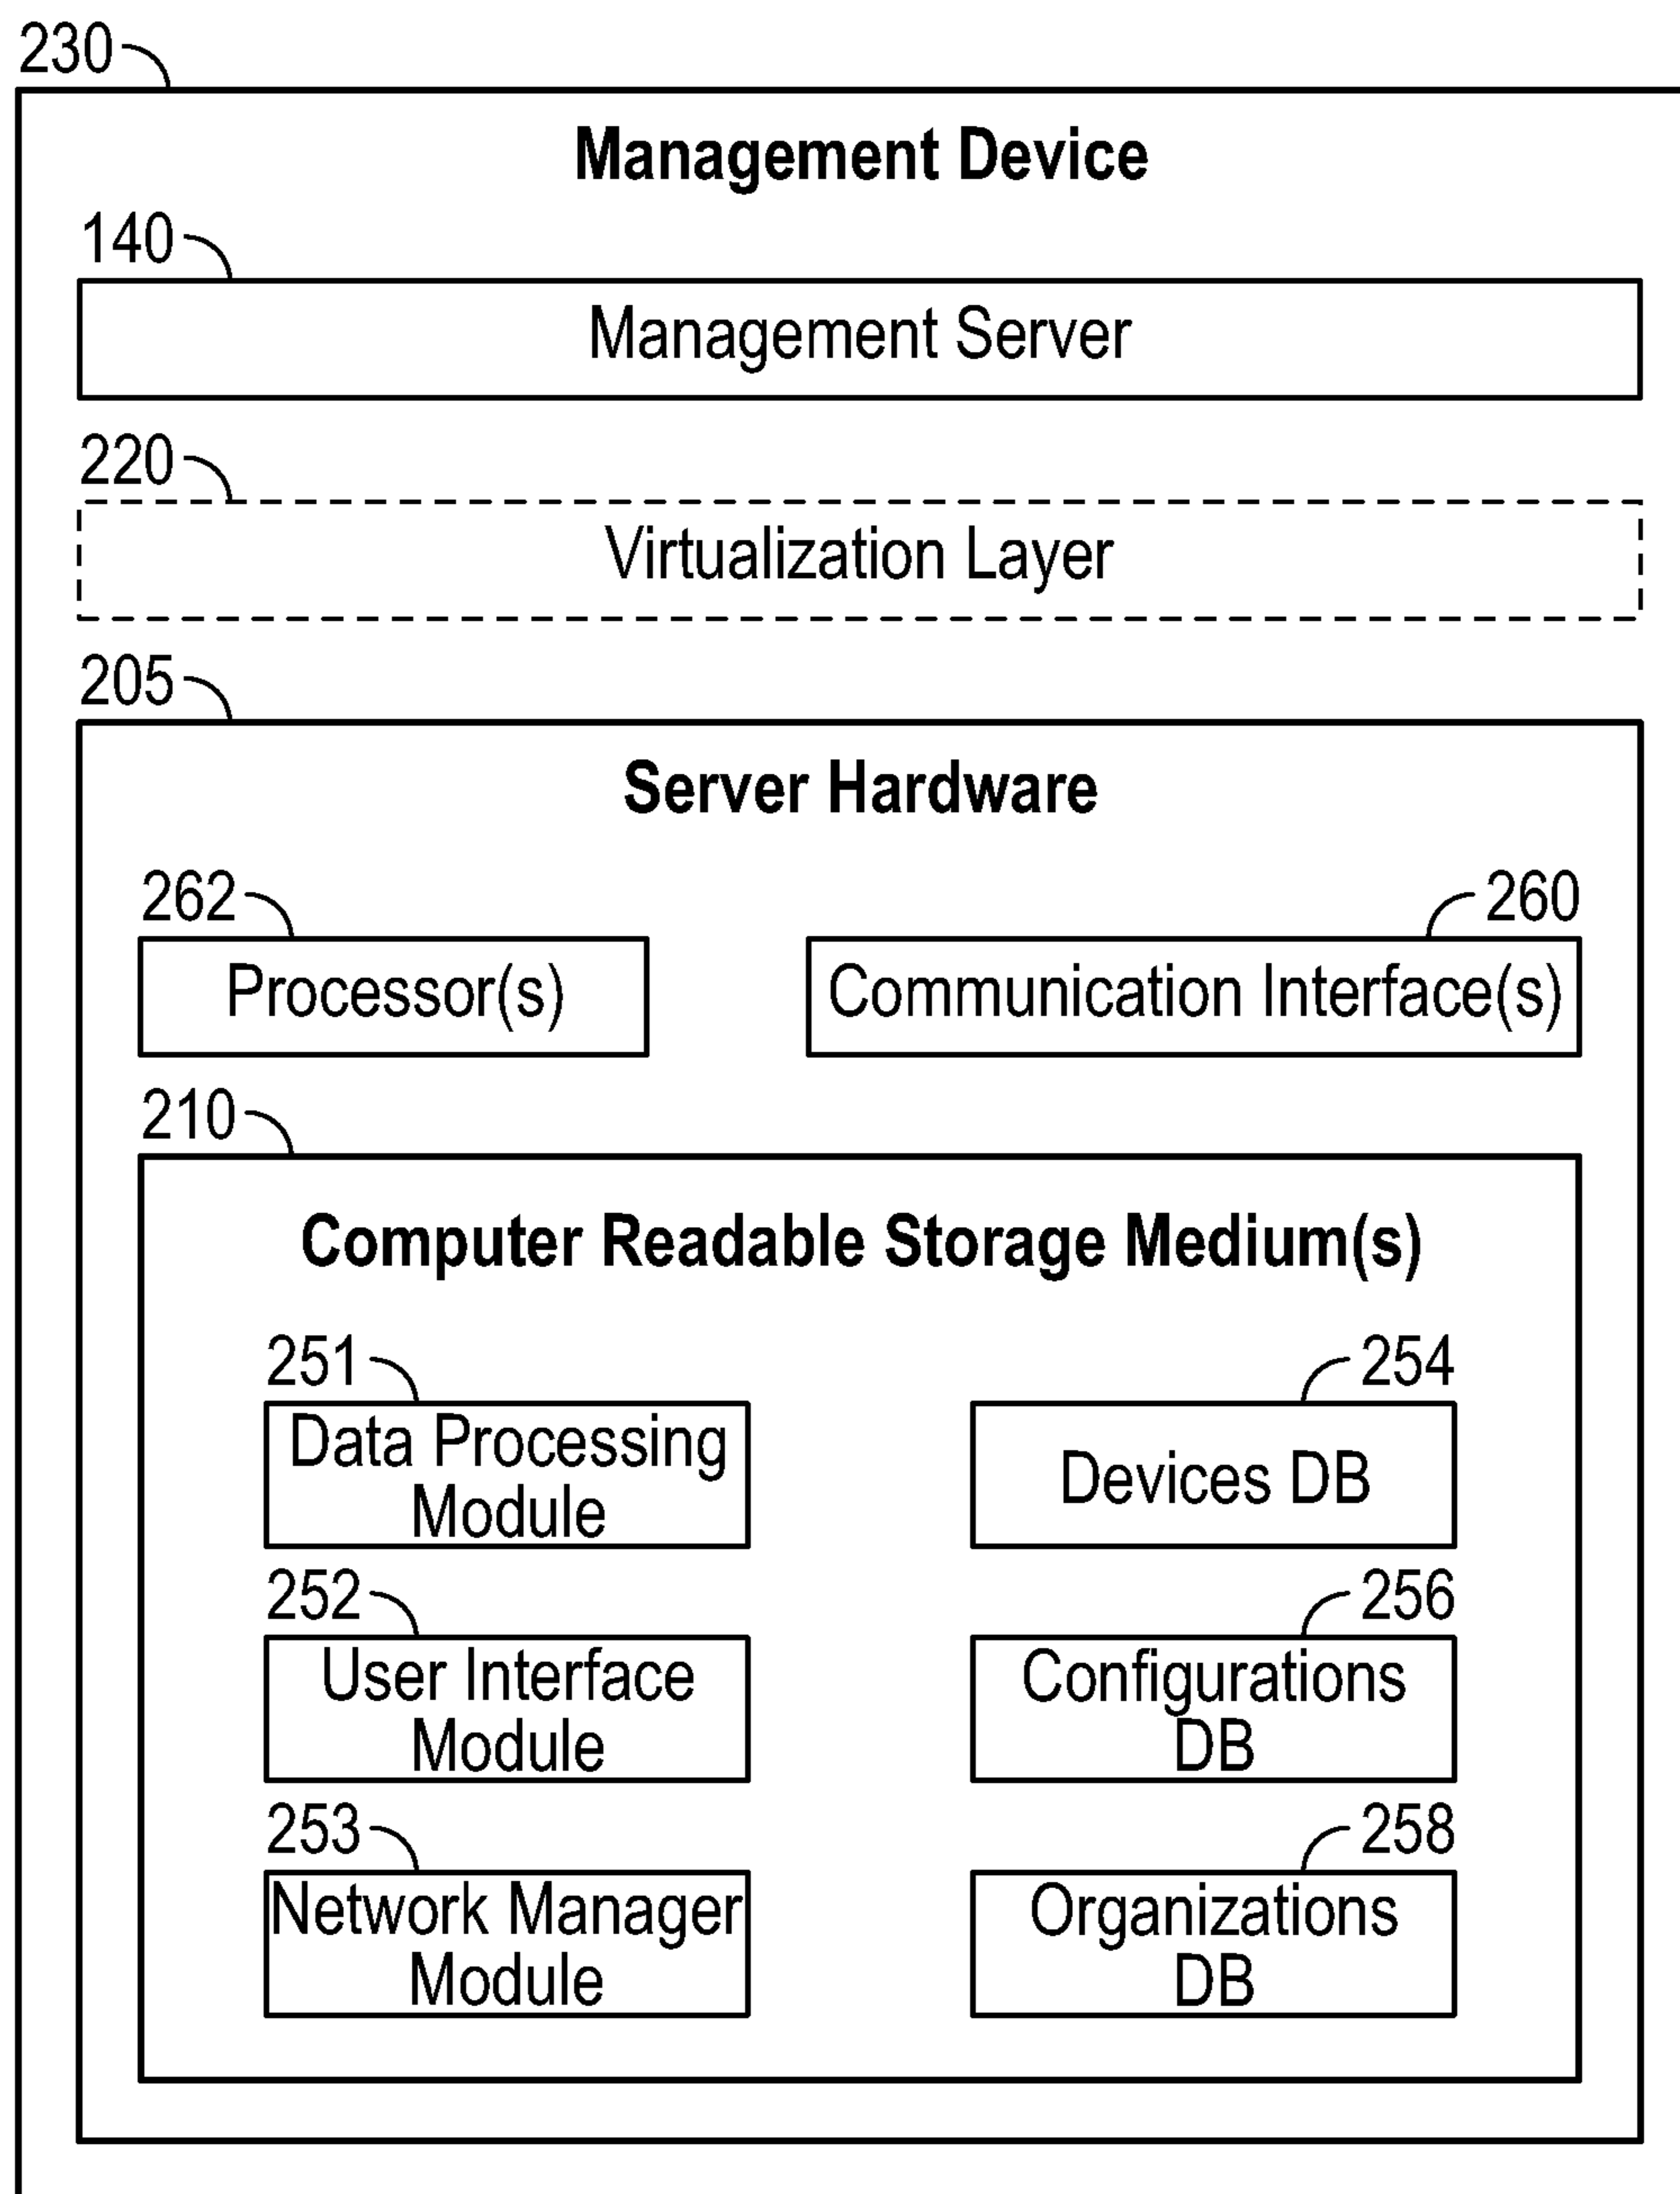 230
Management Device
140
Management Server
220
Virtualization Layer
205
Server Hardware
262
Processor(s)
260
Communication Interface(s)
210
Computer Readable Storage Medium(s)
251
Data Processing
Module
254
Devices DB
252
User Interface
Module
256
Configurations
DB
253
Network Manager
Module
258
Organizations
DB